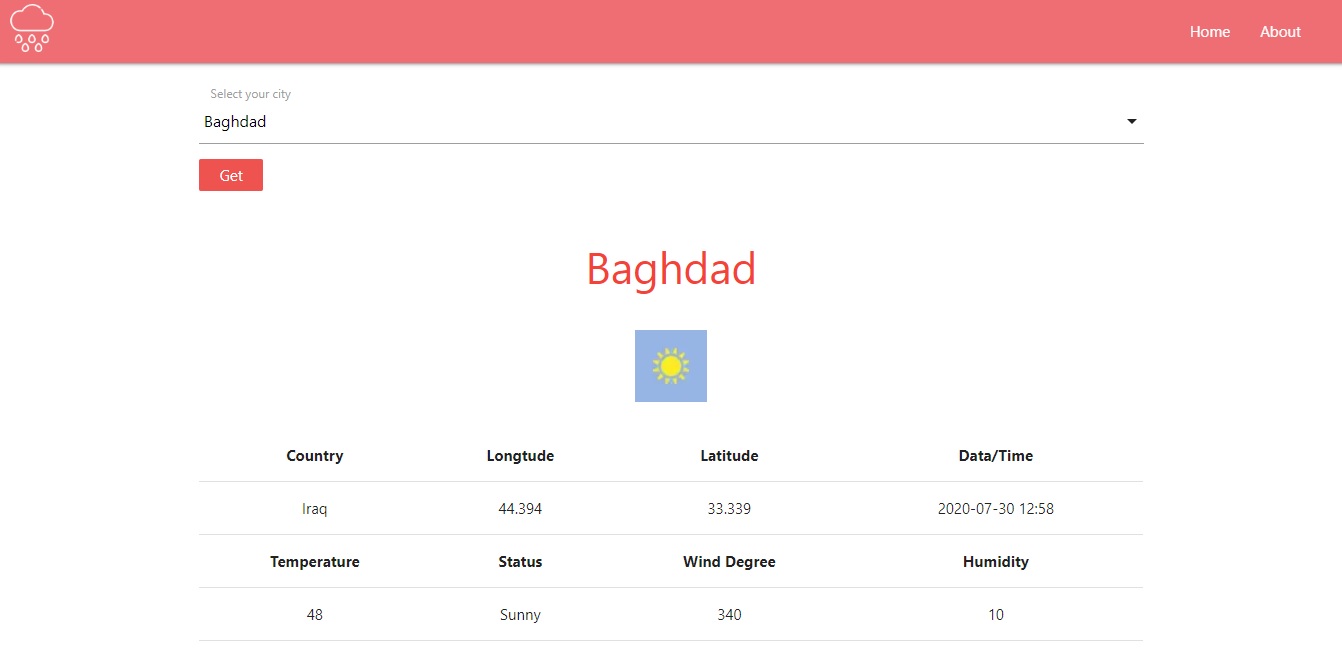 Home About
Select your city
Baghdad
Get
Baghdad
Country Longtude Latitude Data/Time
Iraq 44.394 33.339 2020-07-30 12:58
Temperature Status Wind Degree Humidity
48 Sunny 340 10